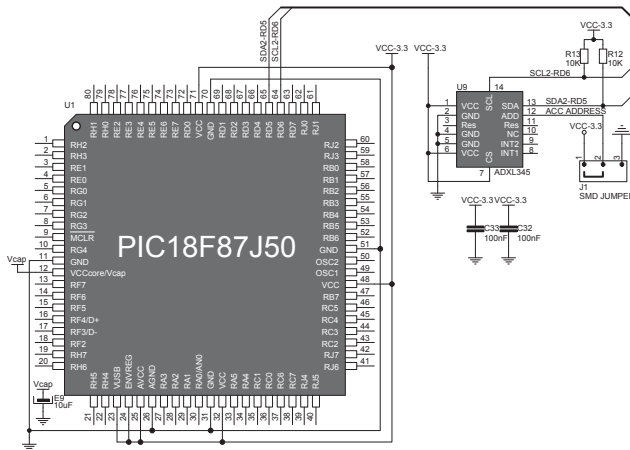 SDA2-RD5
SCL2-RD6
VCC-3.3
VCC-3.3
VCC-3.3
R13
10K
R12
10K
SCL2-RD6
U9
14
SCL
1 VCC
2 GND
3 Res
4 GND
5 GND
6 VCC
SDA 13 SDA2-RD5
ADD 12 ACC ADDRESS
Res 11
NC 10
INT2 9
INT1 8
CS
7
ADXL345
VCC-3.3
1 2 3
J1
SMD JUMPER
VCC-3.3 VCC-3.3
C33
100nF
C32
100nF
U1
80 79 78 77 76 75 74 73 72 71 70 69 68 67 66 65 64 63 62 61
RH1 RH0 RE2 RE3 RE4 RE5 RE6 RE7 RD0 VCC GND RD1 RD2 RD3 RD4 RD5 RD6 RD7 RJ0 RJ1
1 RH2
2 RH3
3 RE1
4 RE0
5 RG0
6 RG1
7 RG2
8 RG3
9 MCLR
10 RG4
11 GND
Vcap
12 VCCcore/Vcap
13 RF7
14 RF6
15 RF5
16 RF4/D+
17 RF3/D-
18 RF2
19 RH7
20 RH6
PIC18F87J50
RJ2 60
RJ3 59
RB0 58
RB1 57
RB2 56
RB3 55
RB4 54
RB5 53
RB6 52
GND 51
OSC2 50
OSC1 49
VCC 48
RB7 47
RC5 46
RC4 45
RC3 44
RC2 43
RJ7 42
RJ6 41
RH5 RH4 VUSB ENVREG AVCC AGND RA3 RA2 RA1 RA0/AN0 GND VCC RA5 RA4 RC1 RC0 RC6 RC7 RJ4 RJ5
21 22 23 24 25 26 27 28 29 30 31 32 33 34 35 36 37 38 39 40
Vcap
E9
10uF